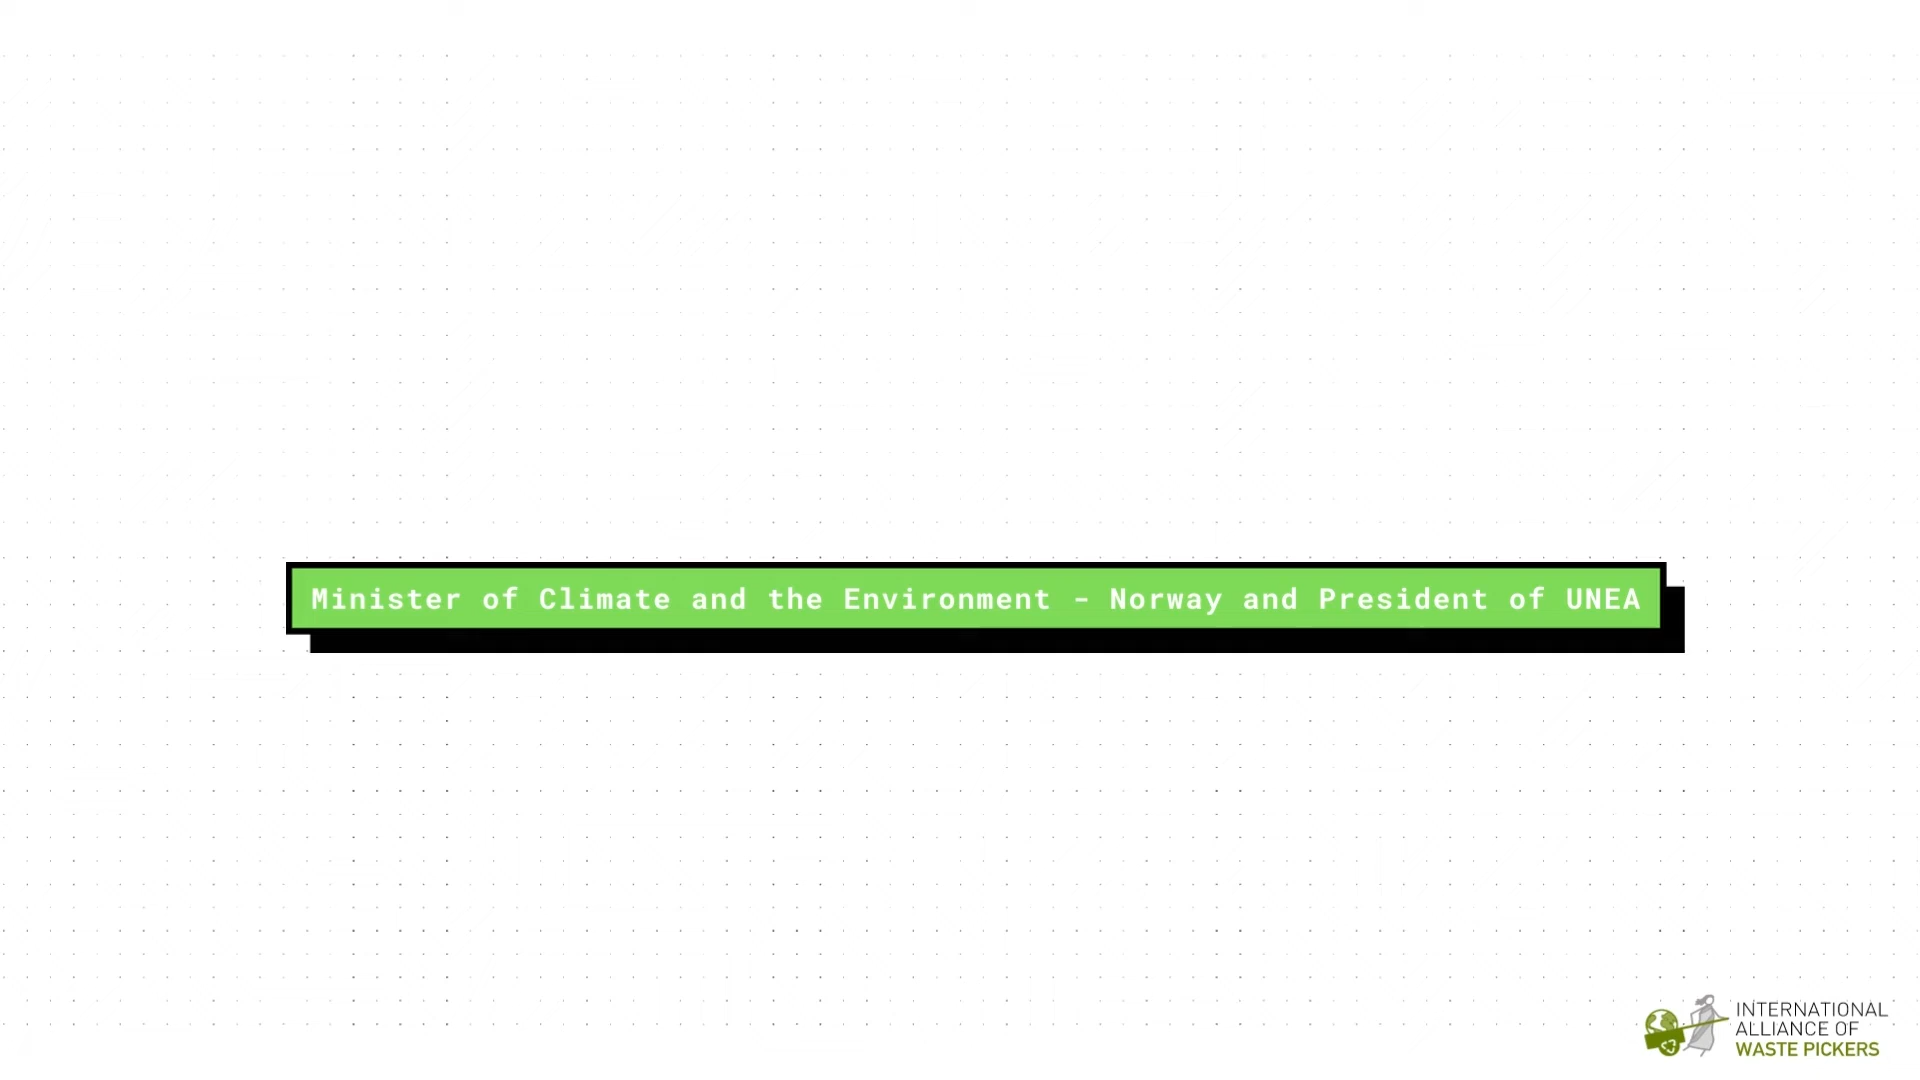 Minister of Climate and the Environment - Norway and President of UNEA
INTERNATIONAL
ALLIANCE OF
WASTE PICKERS